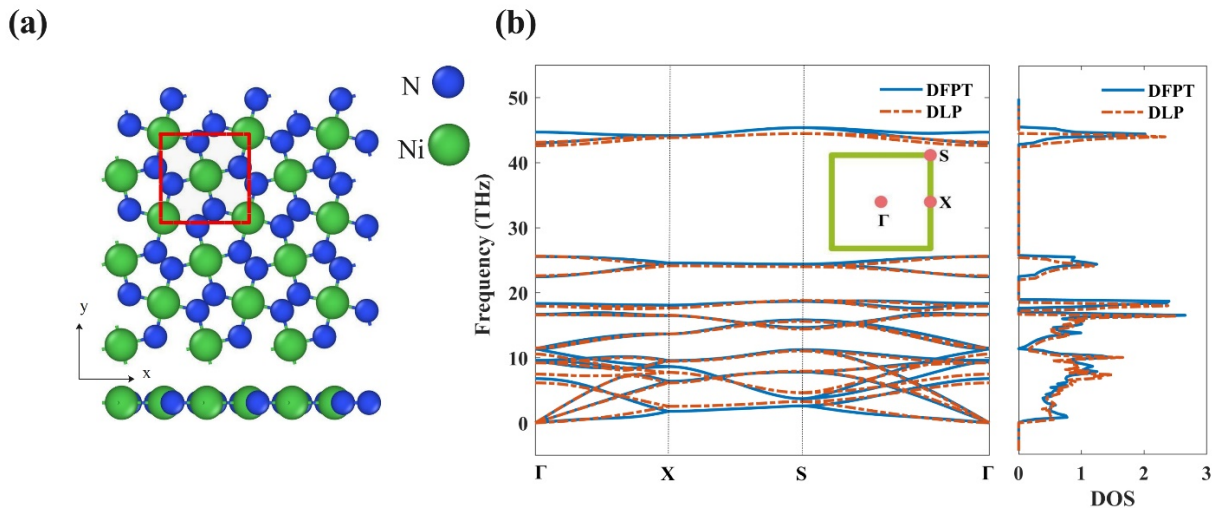 (a)
N
Ni
y
x
(b)
Frequency (THz)
50
40
30
20
10
0
DFPT
DLP
S
X
Γ
Γ
X
S
Γ
DFPT
DLP
0
1
2
3
DOS